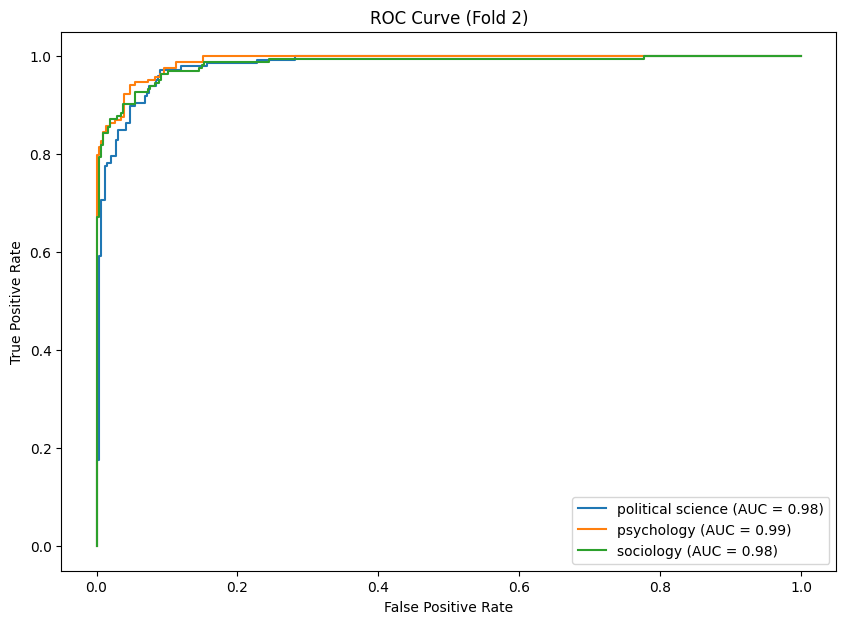 ROC Curve (Fold 2)
True Positive Rate
1.0
0.8
0.6
0.4
0.2
0.0
political science (AUC = 0.98)
psychology (AUC = 0.99)
sociology (AUC = 0.98)
0.0 0.2 0.4 0.6 0.8 1.0
False Positive Rate